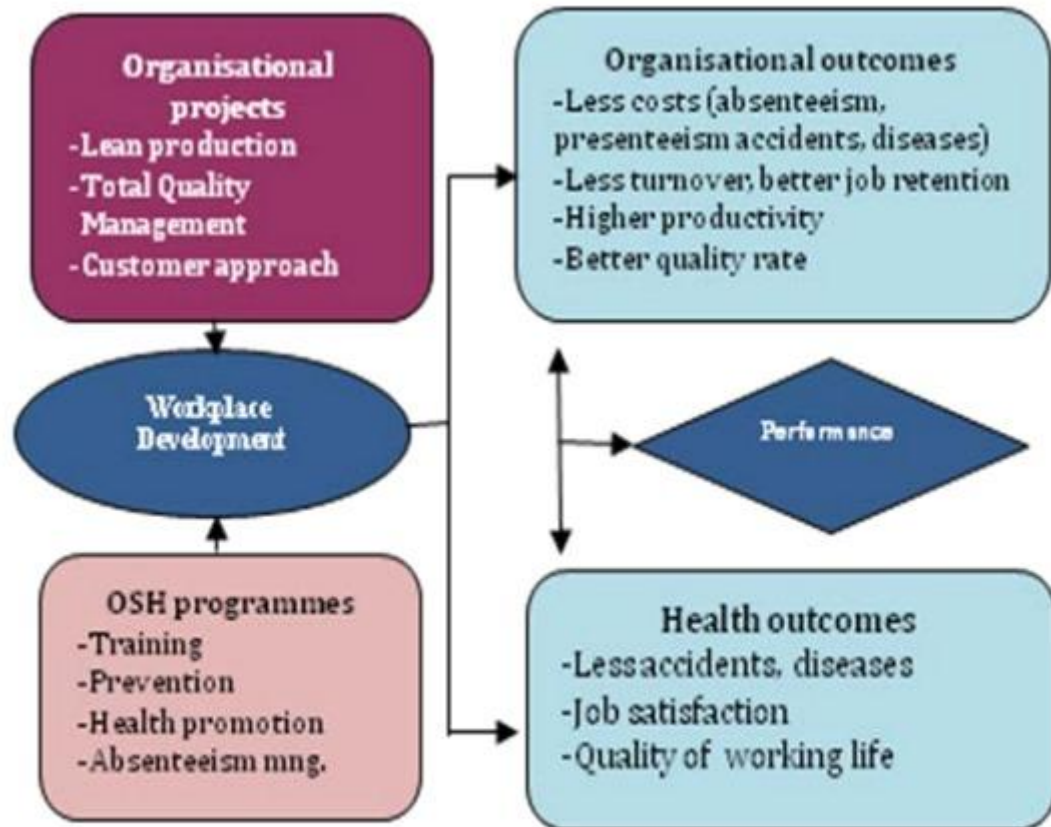 Organisational
projects
-Lean production
-Total Quality
Management
-Customer approach
Organisational outcomes
-Less costs (absenteeism,
presenteeism accidents, diseases)
-Less turnover, better job retention
-Higher productivity
-Better quality rate
Workplace
Development
Performance
OSH programmes
-Training
-Prevention
-Health promotion
-Absenteeism mng.
Health outcomes
-Less accidents, diseases
-Job satisfaction
-Quality of working life